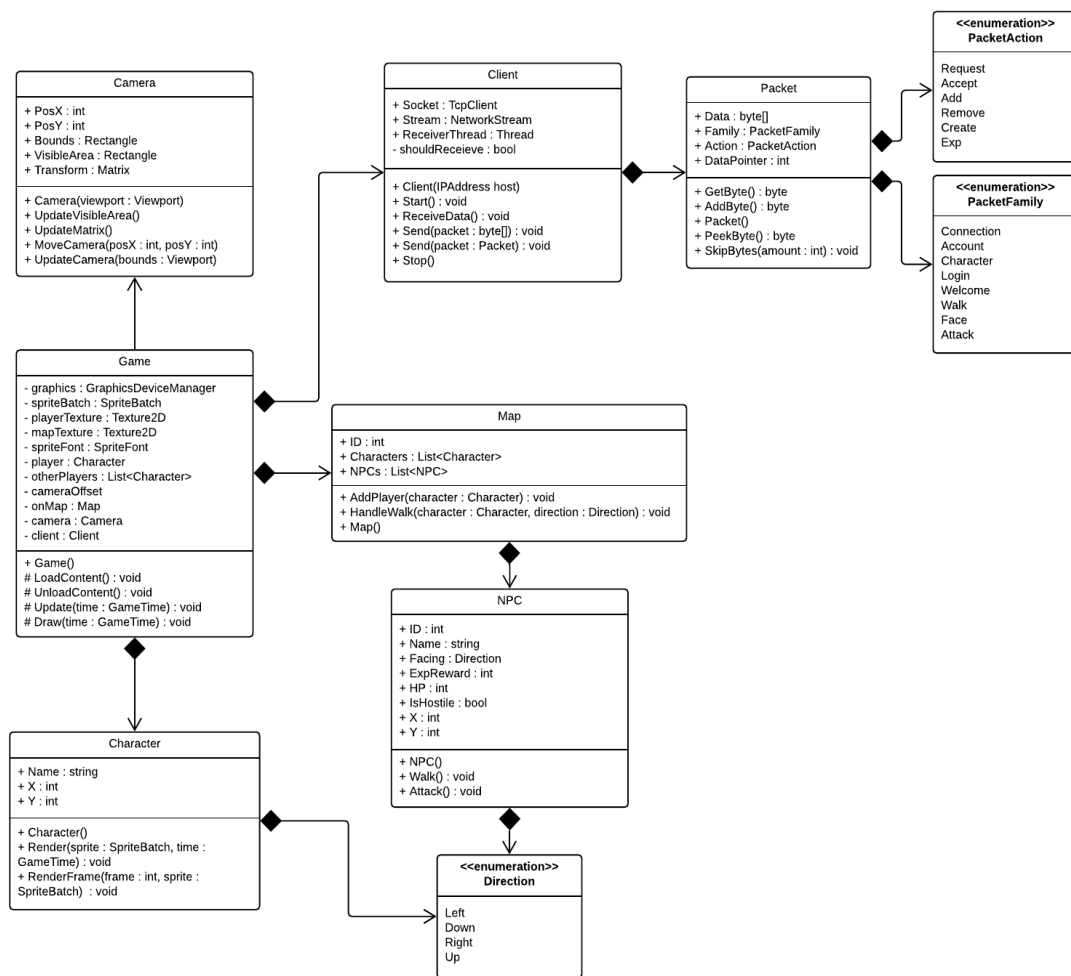 Camera
+ PosX : int
+ PosY : int
+ Bounds : Rectangle
+ VisibleArea : Rectangle
+ Transform : Matrix
+ Camera(viewport : Viewport)
+ UpdateVisibleArea()
+ UpdateMatrix()
+ MoveCamera(posX : int, posY : int)
+ UpdateCamera(bounds : Viewport)
Client
+ Socket : TcpClient
+ Stream : NetworkStream
+ ReceiverThread : Thread
- shouldReceieve : bool
+ Client(IPAddress host)
+ Start() : void
+ ReceiveData() : void
+ Send(packet : byte[]) : void
+ Send(packet : Packet) : void
+ Stop()
Packet
+ Data : byte[]
+ Family : PacketFamily
+ Action : PacketAction
+ DataPointer : int
+ GetByte() : byte
+ AddByte() : byte
+ Packet()
+ PeekByte() : byte
+ SkipBytes(amount : int) : void
<<enumeration>>
PacketAction
Request
Accept
Add
Remove
Create
Exp
<<enumeration>>
PacketFamily
Connection
Account
Character
Login
Welcome
Walk
Face
Attack
Game
- graphics : GraphicsDeviceManager
- spriteBatch : SpriteBatch
- playerTexture : Texture2D
- mapTexture : Texture2D
- spriteFont : SpriteFont
- player : Character
- otherPlayers : List<Character>
- cameraOffset
- onMap : Map
- camera : Camera
- client : Client
+ Game()
# LoadContent() : void
# UnloadContent() : void
# Update(time : GameTime) : void
# Draw(time : GameTime) : void
Map
+ ID : int
+ Characters : List<Character>
+ NPCs : List<NPC>
+ AddPlayer(character : Character) : void
+ HandleWalk(character : Character, direction : Direction) : void
+ Map()
NPC
+ ID : int
+ Name : string
+ Facing : Direction
+ ExpReward : int
+ HP : int
+ IsHostile : bool
+ X : int
+ Y : int
+ NPC()
+ Walk() : void
+ Attack() : void
Character
+ Name : string
+ X : int
+ Y : int
+ Character()
+ Render(sprite : SpriteBatch, time :
GameTime) : void
+ RenderFrame(frame : int, sprite :
SpriteBatch) : void
<<enumeration>>
Direction
Left
Down
Right
Up